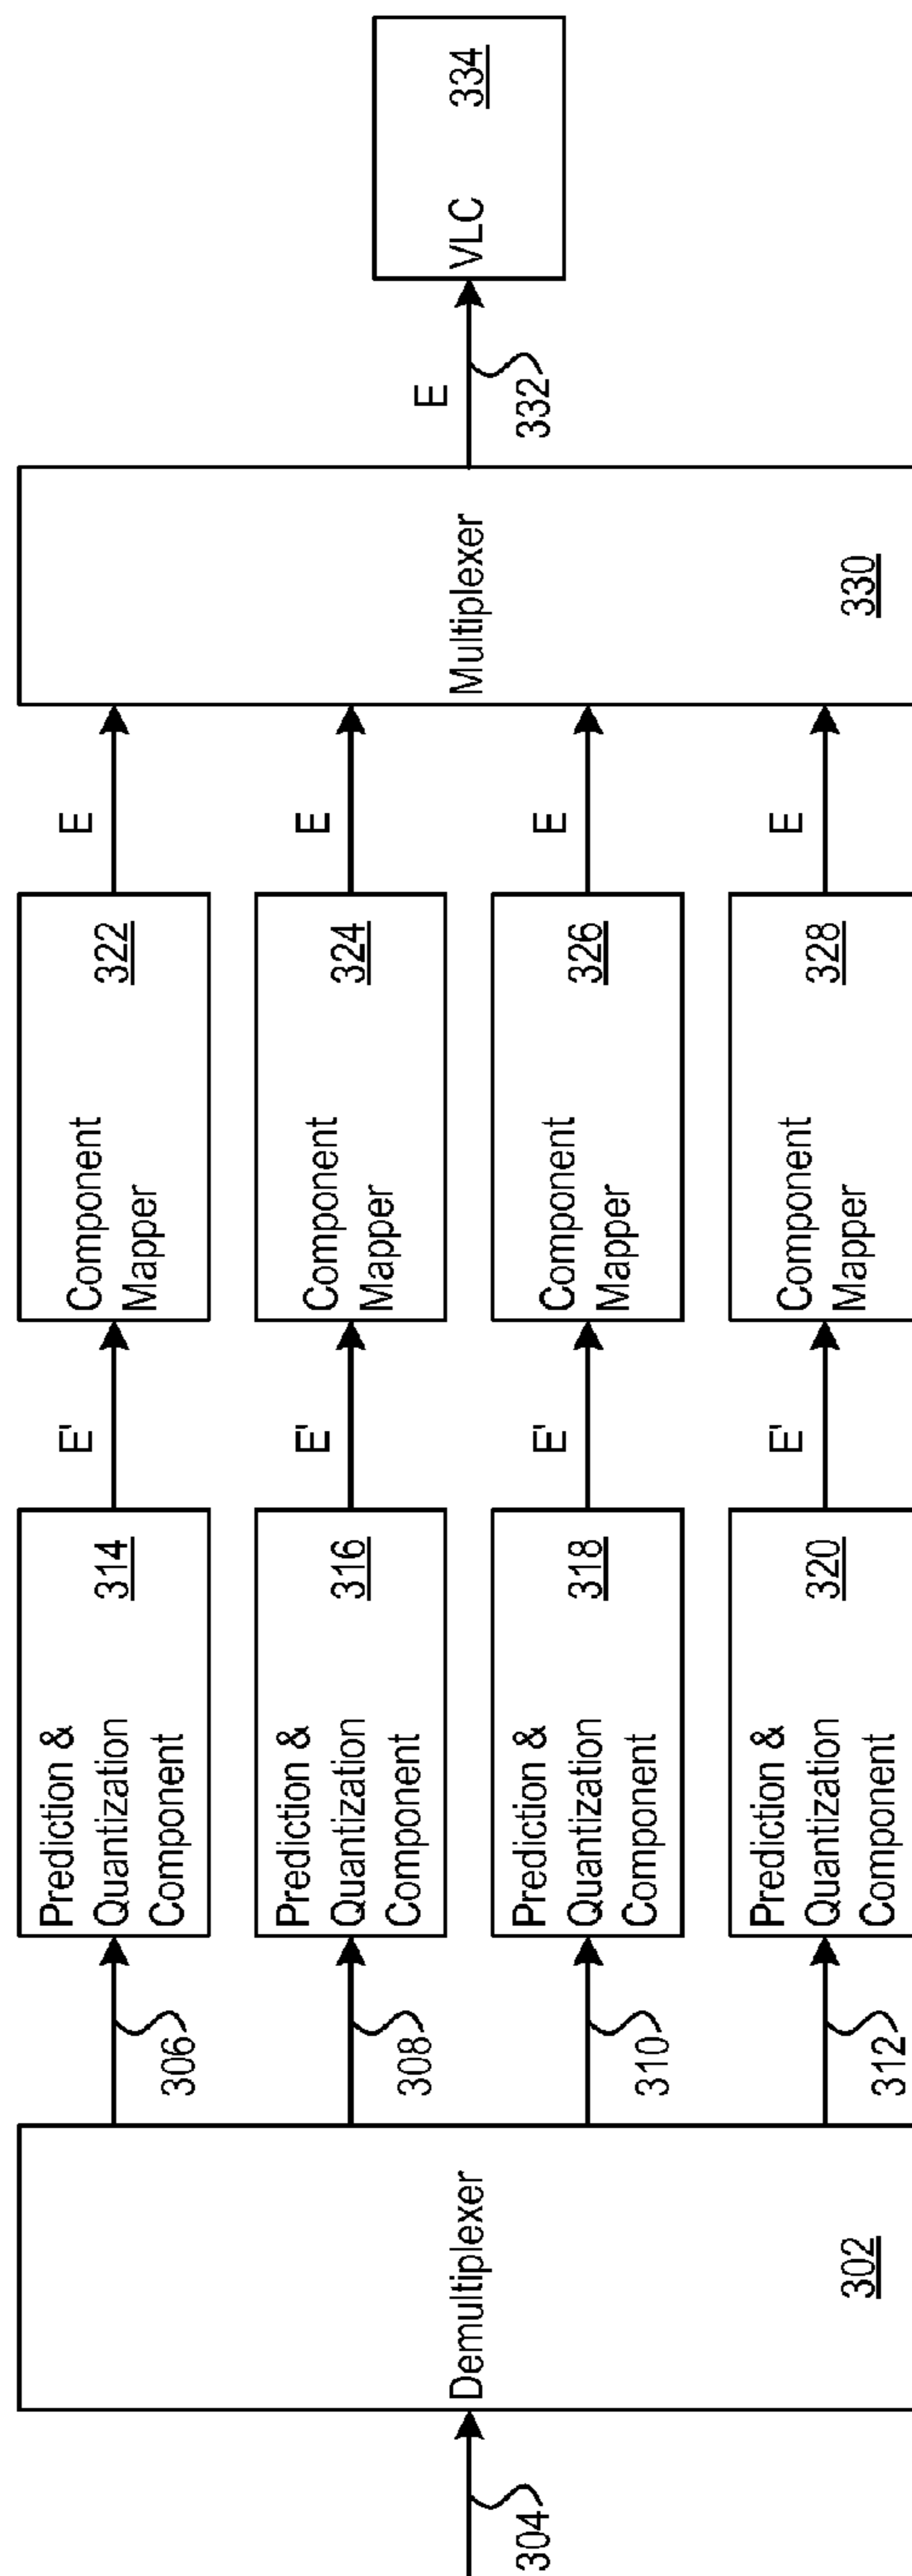 304
Demultiplexer
302
306
308
310
312
Prediction &
Quantization
Component
314
Prediction &
Quantization
Component
316
Prediction &
Quantization
Component
318
Prediction &
Quantization
Component
320
E'
E'
E'
E'
Component
Mapper
322
Component
Mapper
324
Component
Mapper
326
Component
Mapper
328
E
E
E
E
Multiplexer
330
E
332
VLC
334